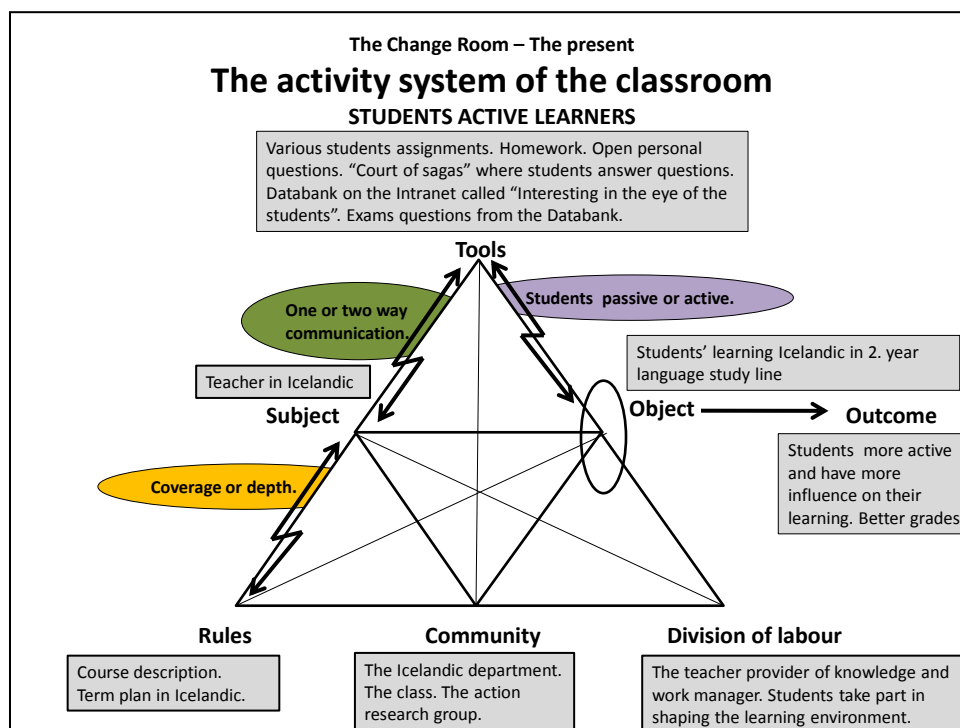 The Change Room – The present
The activity system of the classroom
STUDENTS ACTIVE LEARNERS
Various students assignments. Homework. Open personal
questions. “Court of sagas” where students answer questions.
Databank on the Intranet called “Interesting in the eye of the
students”. Exams questions from the Databank.
Tools
One or two way
communication.
Students  passive or active.
Teacher in Icelandic
Students’ learning Icelandic in 2. year
language study line
Subject
Object
Outcome
Students  more active
and have more
influence on their
learning. Better grades
Coverage or depth.
Rules
Community
Division of labour
Course description.
Term plan in Icelandic.
The Icelandic department.
The class. The action
research group.
The teacher provider of knowledge and
work manager. Students take part in
shaping the learning environment.